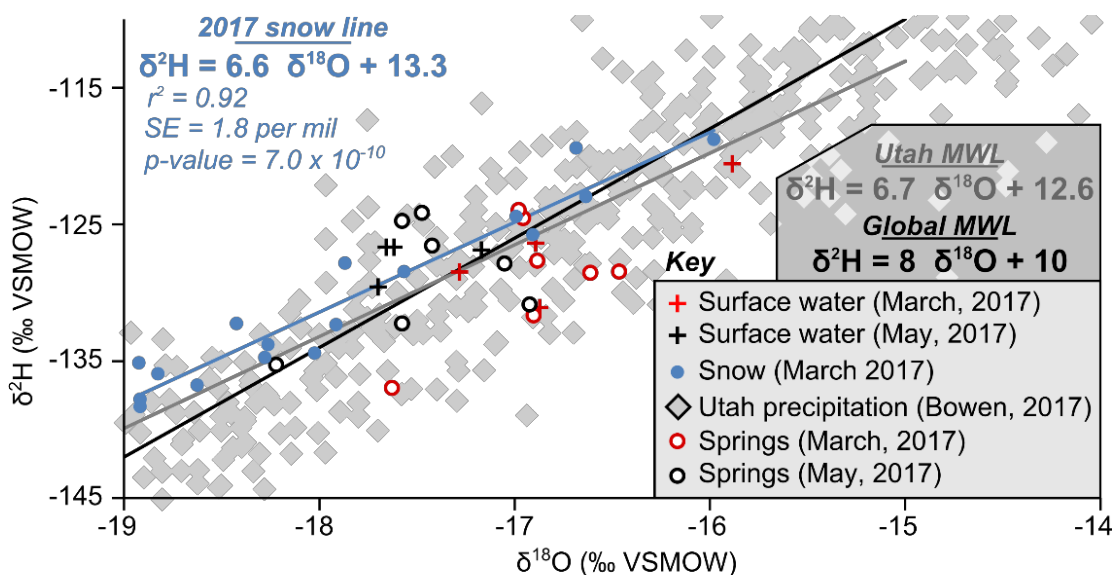 2017 snow line
δ²H = 6.6 δ¹⁸O + 13.3
r² = 0.92
SE = 1.8 per mil
p-value = 7.0 x 10⁻¹⁰
Utah MWL
δ²H = 6.7 δ¹⁸O + 12.6
Global MWL
δ²H = 8 δ¹⁸O + 10
Key
Surface water (March, 2017)
Surface water (May, 2017)
Snow (March 2017)
Utah precipitation (Bowen, 2017)
Springs (March, 2017)
Springs (May, 2017)
δ²H (‰ VSMOW)
-115
-125
-135
-145
-19 -18 -17 -16 -15 -14
δ¹⁸O (‰ VSMOW)